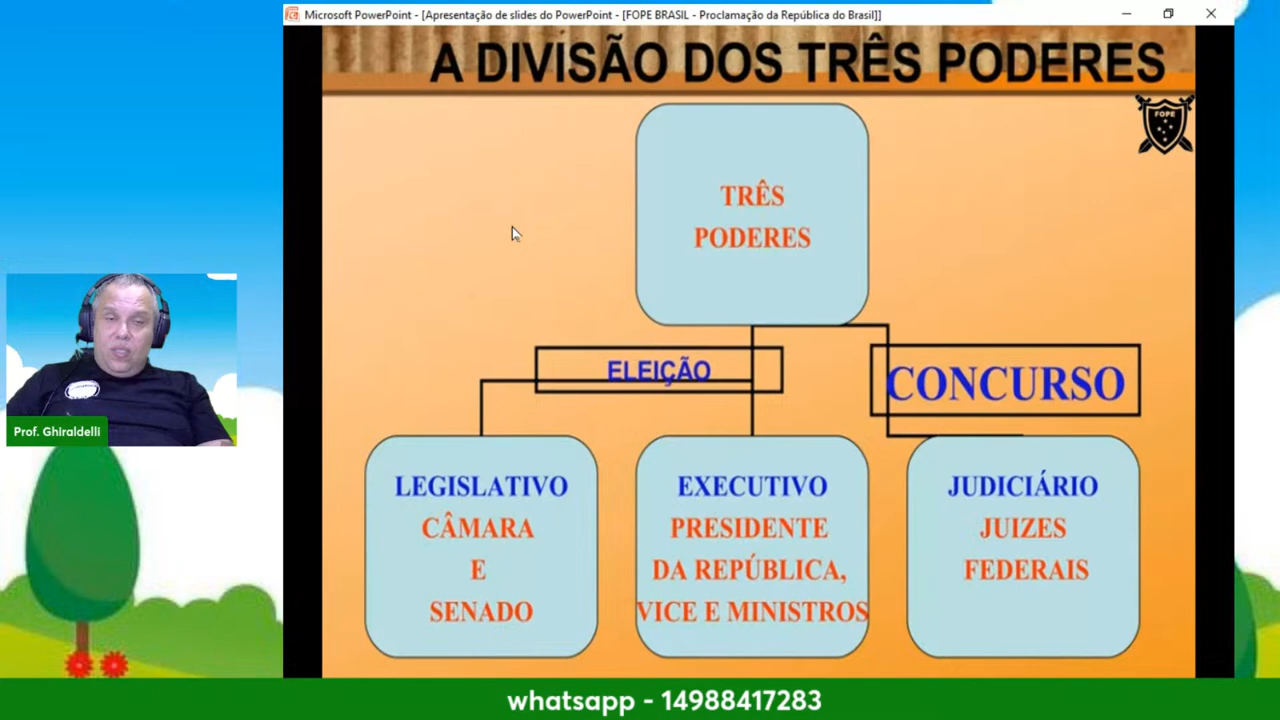 Microsoft PowerPoint - [Apresentação de slides do PowerPoint - [FOPE BRASIL - Proclamação da República do Brasil]]
A DIVISÃO DOS TRÊS PODERES
FOPE
TRÊS
PODERES
ELEIÇÃO
CONCURSO
LEGISLATIVO
CÂMARA
E
SENADO
EXECUTIVO
PRESIDENTE
DA REPÚBLICA,
VICE E MINISTROS
JUDICIÁRIO
JUIZES
FEDERAIS
Prof. Ghiraldelli
whatsapp - 14988417283